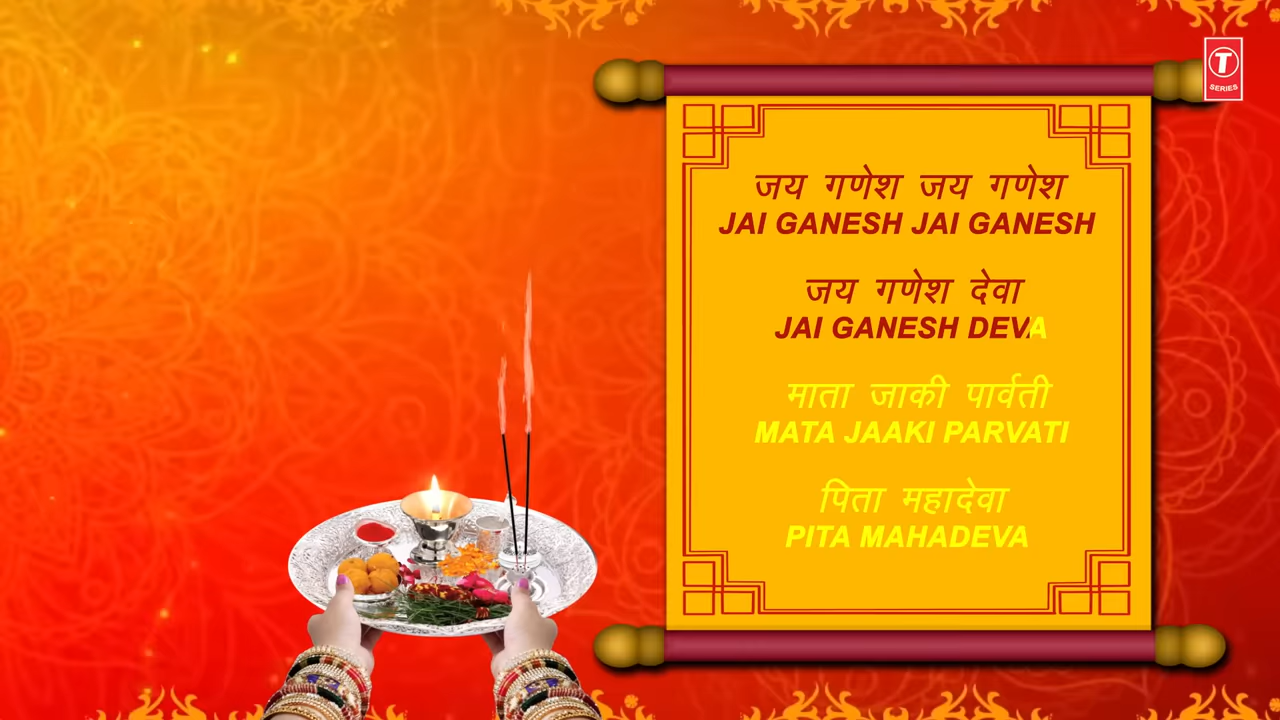 T
SERIES
जय गणेश जय गणेश
JAI GANESH JAI GANESH
जय गणेश देवा
JAI GANESH DEVA
माता जाकी पार्वती
MATA JAAKI PARVATI
पिता महादेवा
PITA MAHADEVA